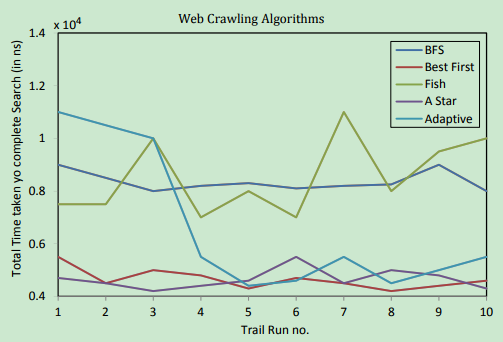 Web Crawling Algorithms
x 10⁴
1.4
1.2
1
0.8
0.6
0.4
Total Time taken yo complete Search (in ns)
BFS
Best First
Fish
A Star
Adaptive
1 2 3 4 5 6 7 8 9 10
Trail Run no.